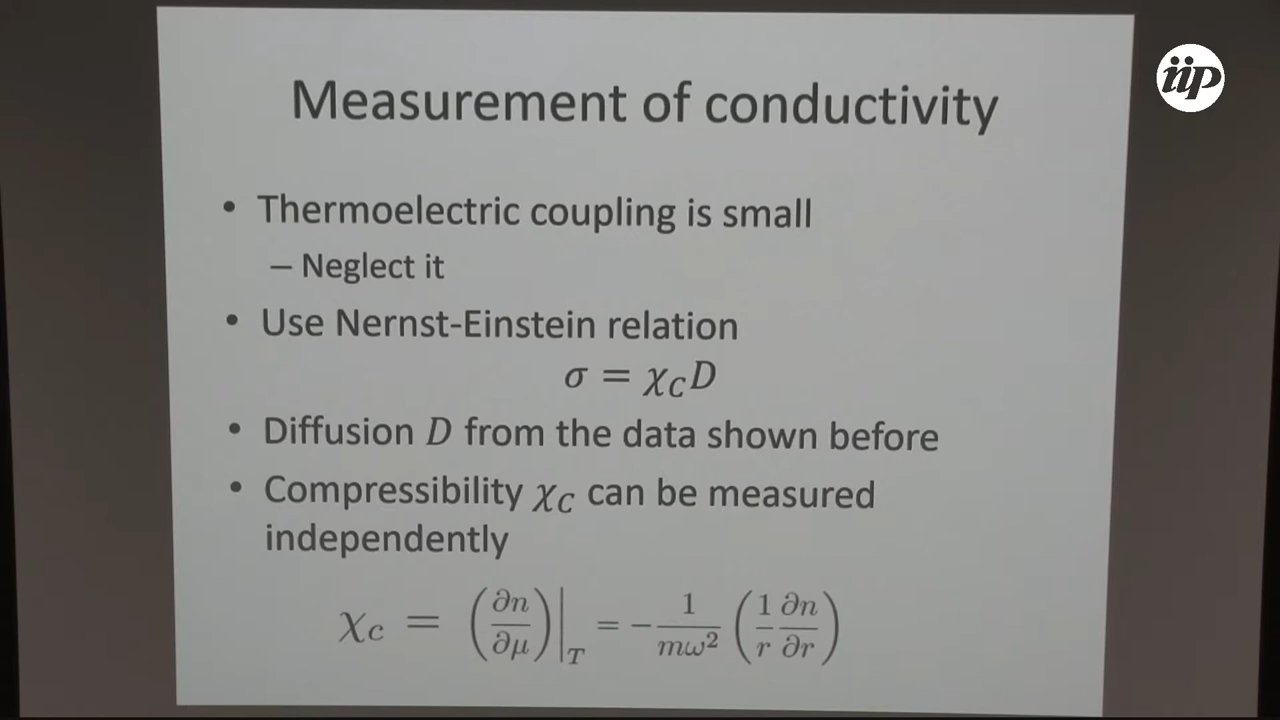 iip
Measurement of conductivity
• Thermoelectric coupling is small
– Neglect it
• Use Nernst-Einstein relation
σ = χ_C D
• Diffusion D from the data shown before
• Compressibility χ_C can be measured
independently
χ_c = (∂n/∂μ)|_T = − 1/(mω²) (1/r ∂n/∂r)